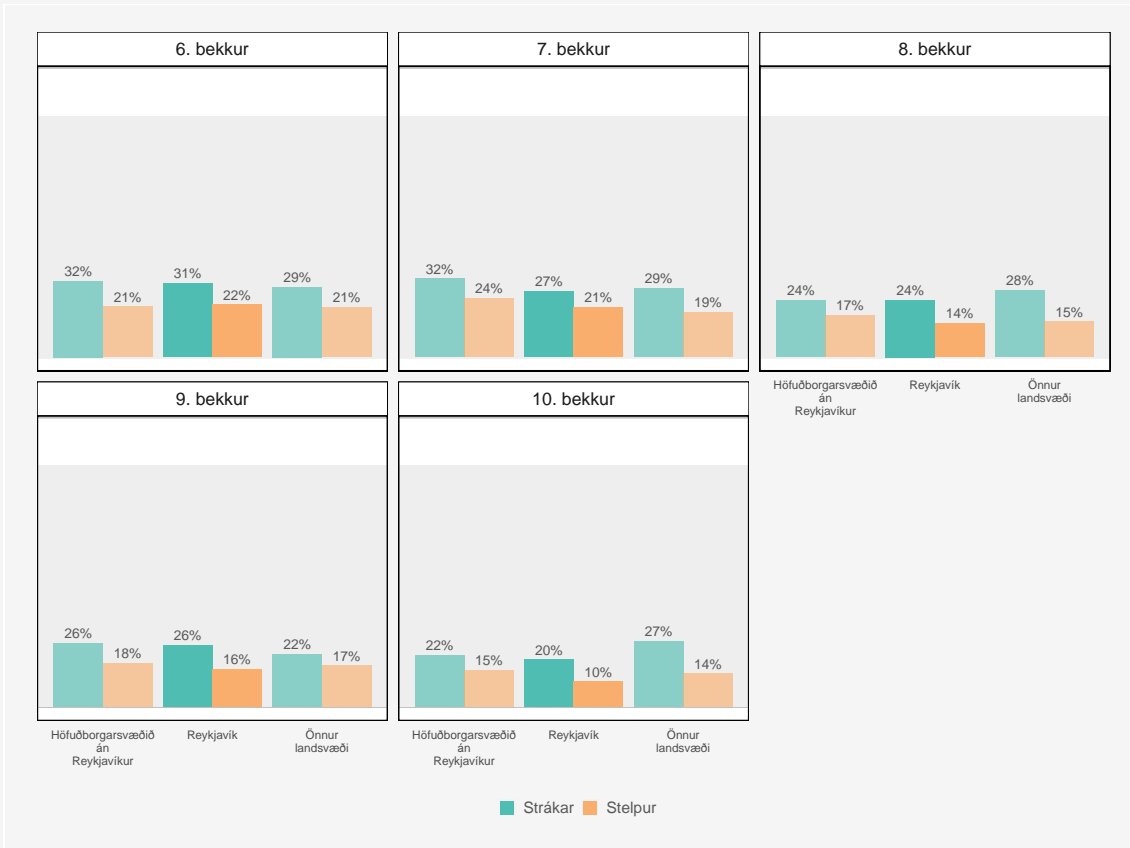 6. bekkur
32%
21%
31%
22%
29%
21%
7. bekkur
32%
24%
27%
21%
29%
19%
8. bekkur
24%
17%
24%
14%
28%
15%
Höfuðborgarsvæðið
án
Reykjavíkur
Reykjavík
Önnur
landsvæði
9. bekkur
26%
18%
26%
16%
22%
17%
Höfuðborgarsvæðið
án
Reykjavíkur
Reykjavík
Önnur
landsvæði
10. bekkur
22%
15%
20%
10%
27%
14%
Höfuðborgarsvæðið
án
Reykjavíkur
Reykjavík
Önnur
landsvæði
Strákar
Stelpur